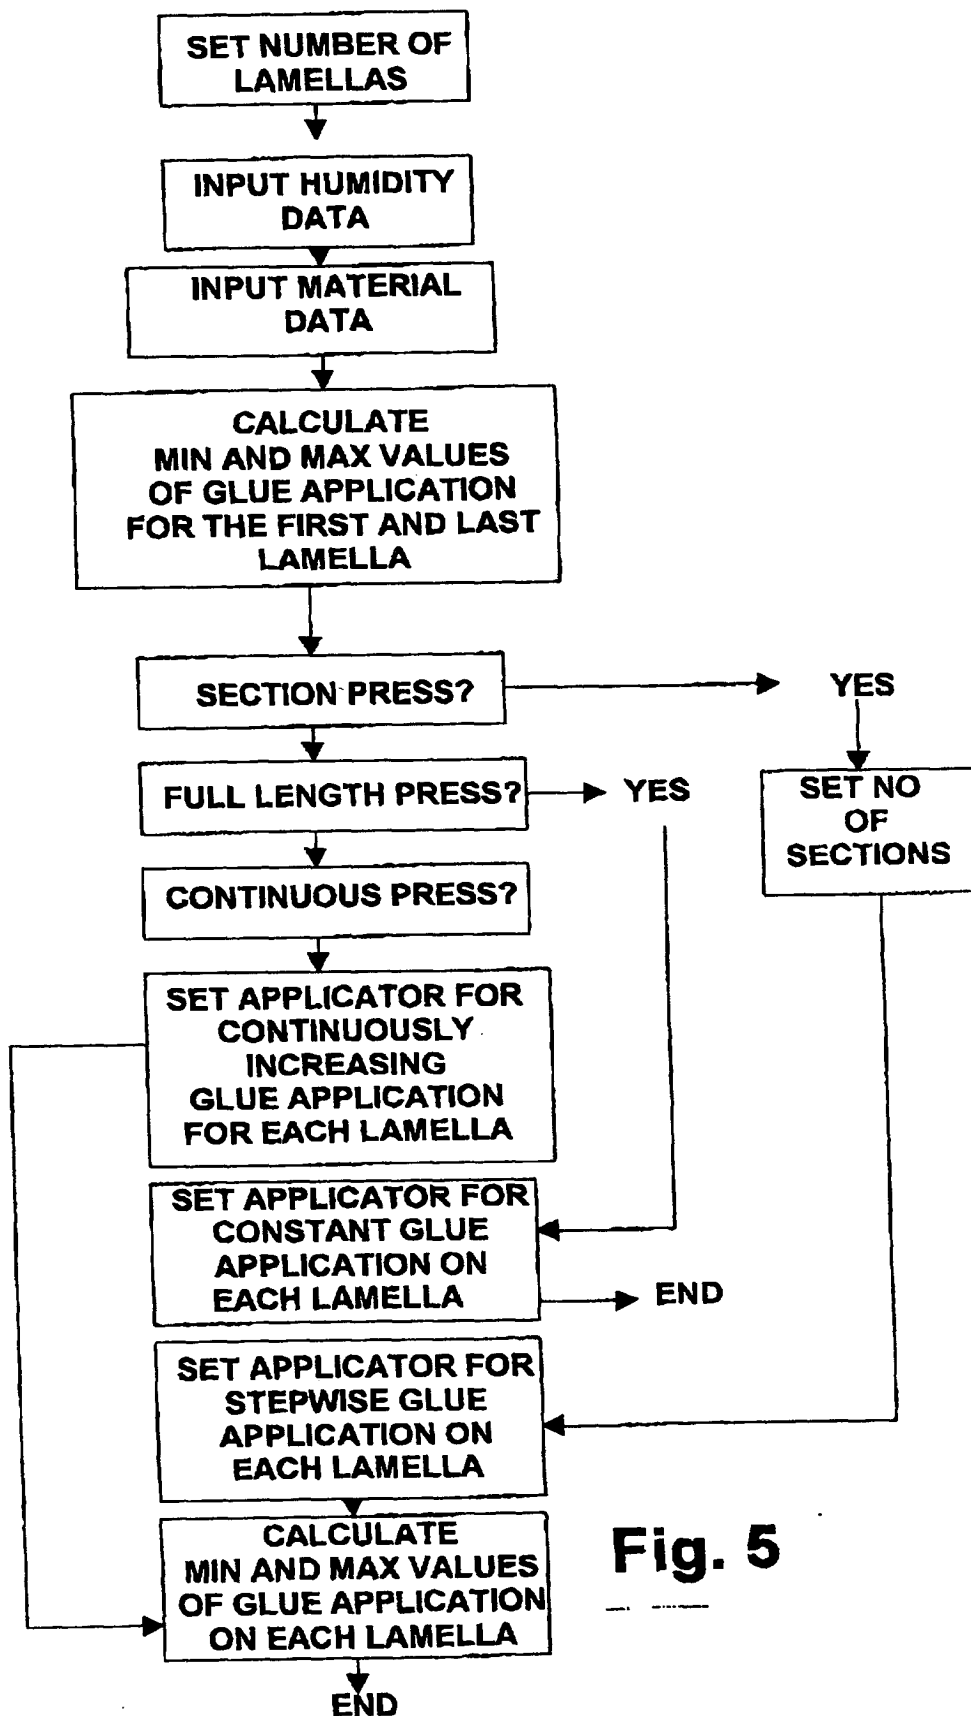 SET NUMBER OF
LAMELLAS
INPUT HUMIDITY
DATA
INPUT MATERIAL
DATA
CALCULATE
MIN AND MAX VALUES
OF GLUE APPLICATION
FOR THE FIRST AND LAST
LAMELLA
SECTION PRESS?
YES
FULL LENGTH PRESS?
YES
SET NO
OF
SECTIONS
CONTINUOUS PRESS?
SET APPLICATOR FOR
CONTINUOUSLY
INCREASING
GLUE APPLICATION
FOR EACH LAMELLA
SET APPLICATOR FOR
CONSTANT GLUE
APPLICATION ON
EACH LAMELLA
END
SET APPLICATOR FOR
STEPWISE GLUE
APPLICATION ON
EACH LAMELLA
CALCULATE
MIN AND MAX VALUES
OF GLUE APPLICATION
ON EACH LAMELLA
END
Fig. 5